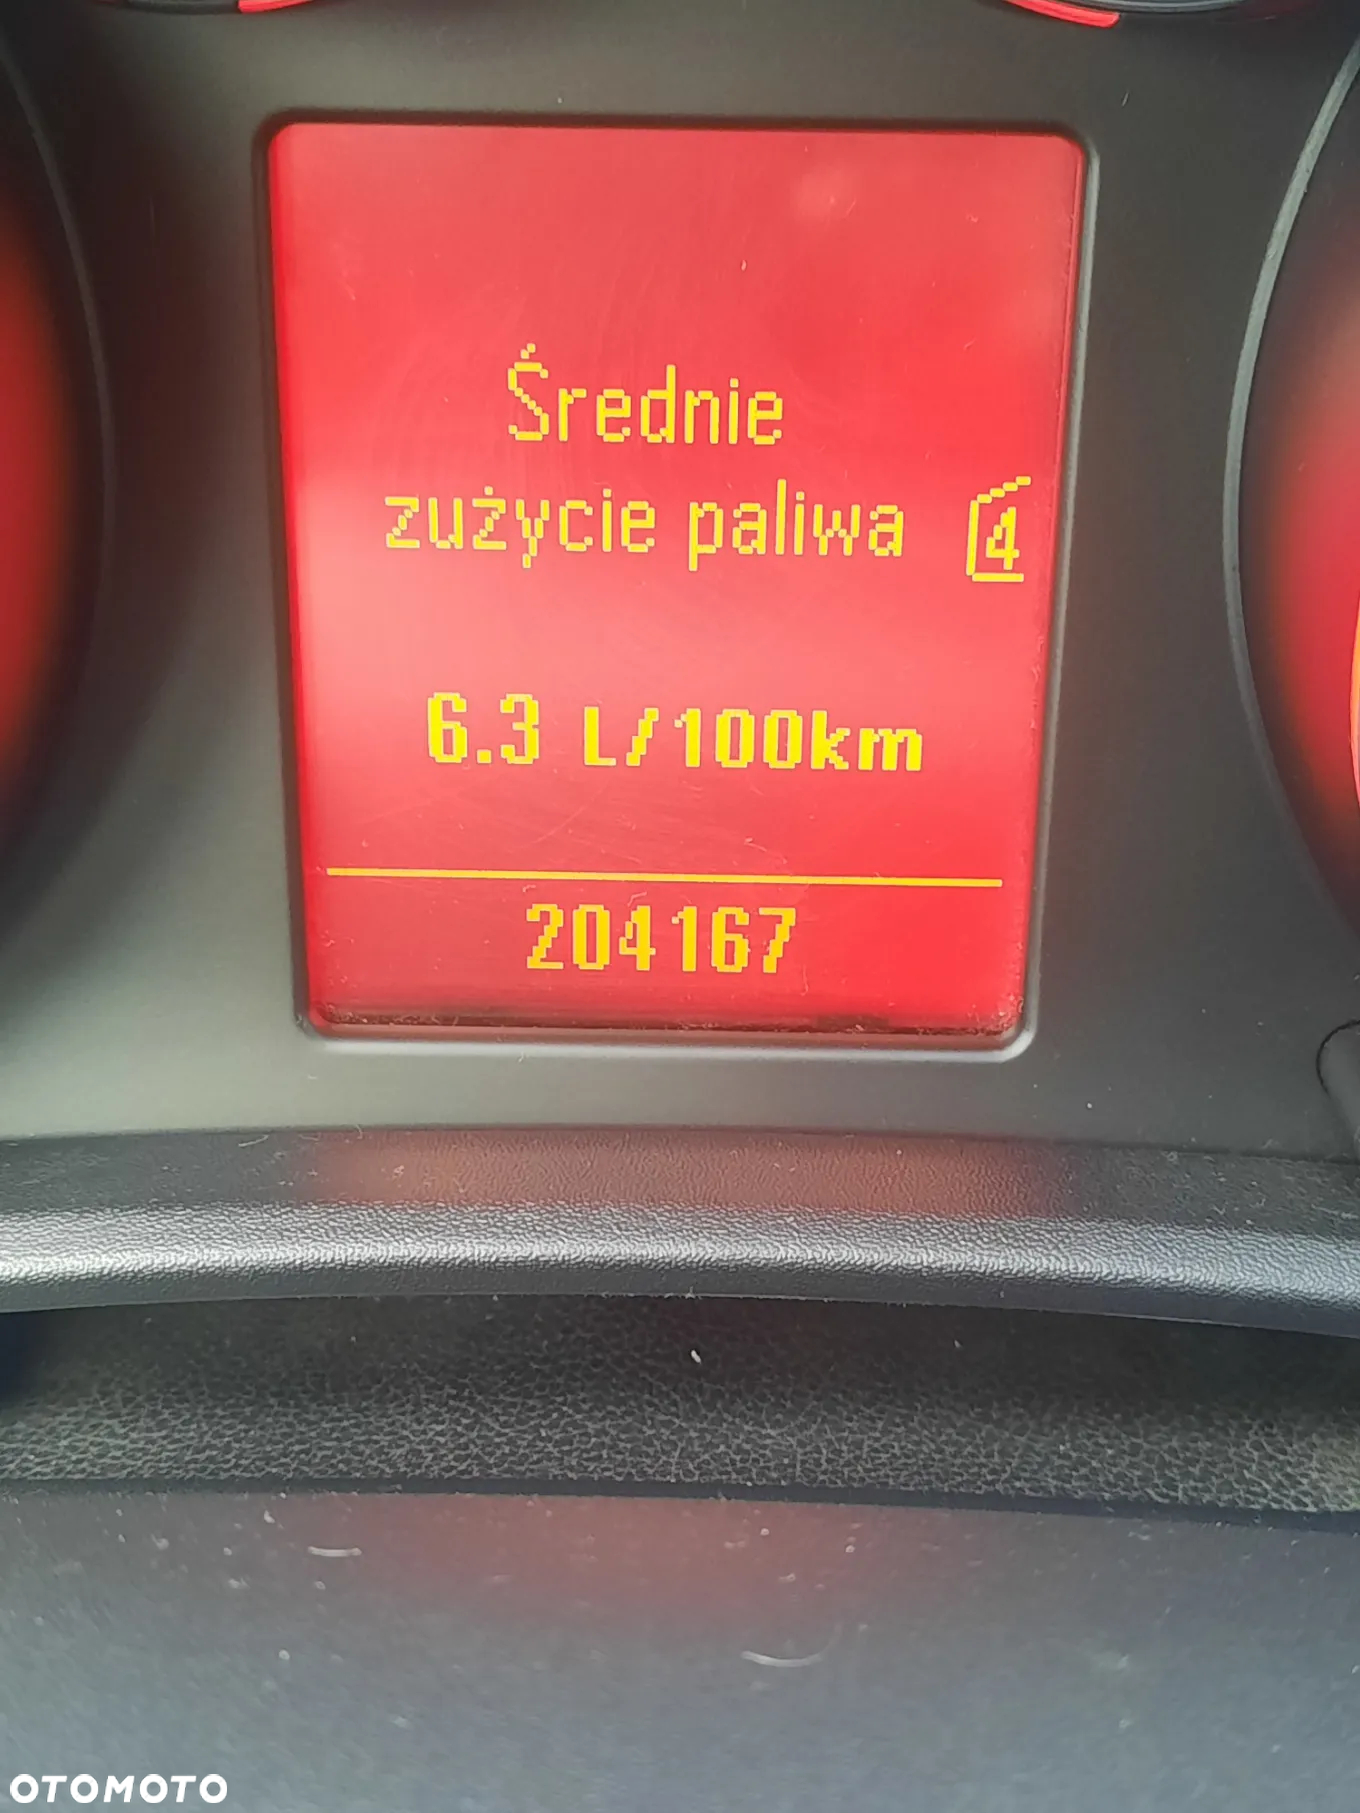 Średnie
zużycie paliwa 4
6.3 L/100km
204167
OTOMOTO